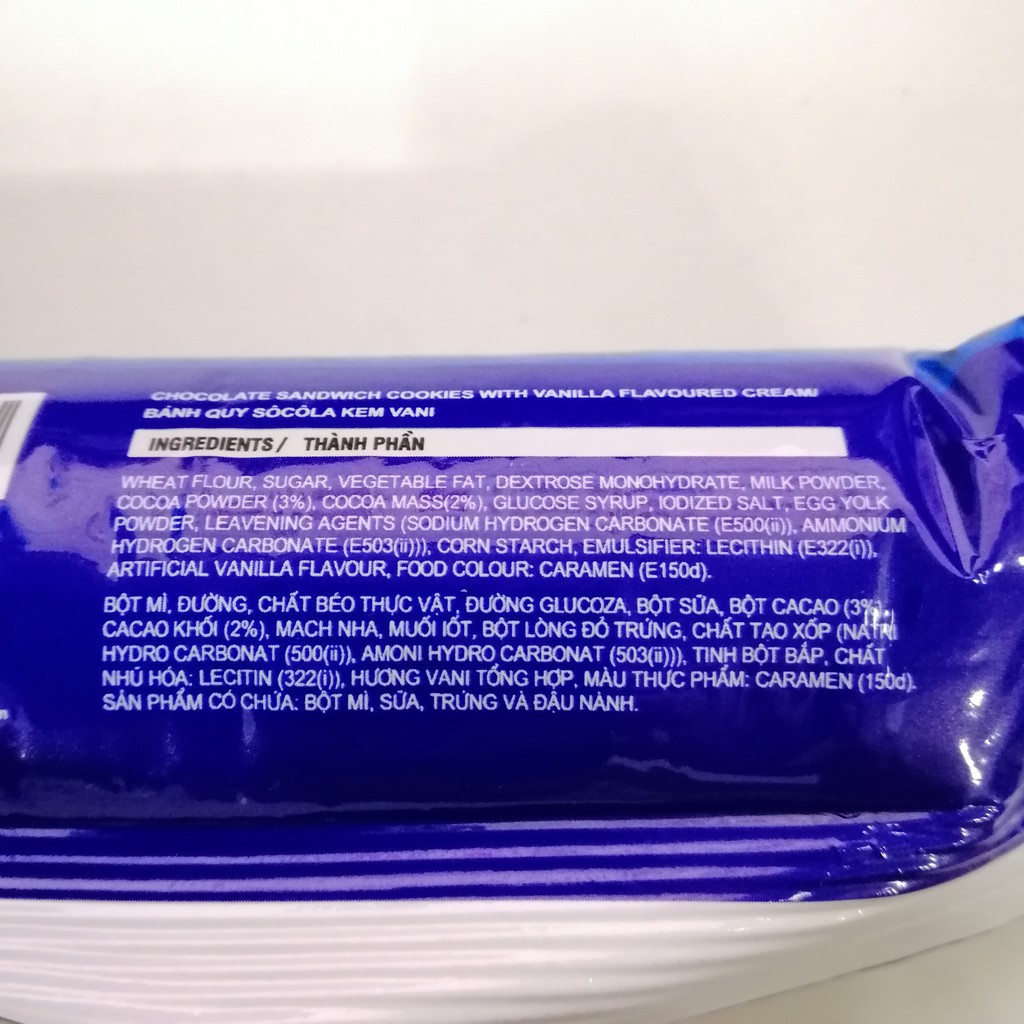 CHOCOLATE SANDWICH COOKIES WITH VANILLA FLAVOURED CREAM/
BÁNH QUY SÔCÔLA KEM VANI
INGREDIENTS / THÀNH PHẦN
WHEAT FLOUR, SUGAR, VEGETABLE FAT, DEXTROSE MONOHYDRATE, MILK POWDER,
COCOA POWDER (3%), COCOA MASS(2%), GLUCOSE SYRUP, IODIZED SALT, EGG YOLK
POWDER, LEAVENING AGENTS (SODIUM HYDROGEN CARBONATE (E500(ii)), AMMONIUM
HYDROGEN CARBONATE (E503(ii))), CORN STARCH, EMULSIFIER: LECITHIN (E322(i)),
ARTIFICIAL VANILLA FLAVOUR, FOOD COLOUR: CARAMEN (E150d).
BỘT MÌ, ĐƯỜNG, CHẤT BÉO THỰC VẬT, ĐƯỜNG GLUCOZA, BỘT SỮA, BỘT CACAO (3%),
CACAO KHỐI (2%), MẠCH NHA, MUỐI IỐT, BỘT LÒNG ĐỎ TRỨNG, CHẤT TẠO XỐP (NATRI
HYDRO CARBONAT (500(ii)), AMONI HYDRO CARBONAT (503(ii))), TINH BỘT BẮP, CHẤT
NHŨ HÓA: LECITIN (322(i)), HƯƠNG VANI TỔNG HỢP, MÀU THỰC PHẨM: CARAMEN (150d).
SẢN PHẨM CÓ CHỨA: BỘT MÌ, SỮA, TRỨNG VÀ ĐẬU NÀNH.